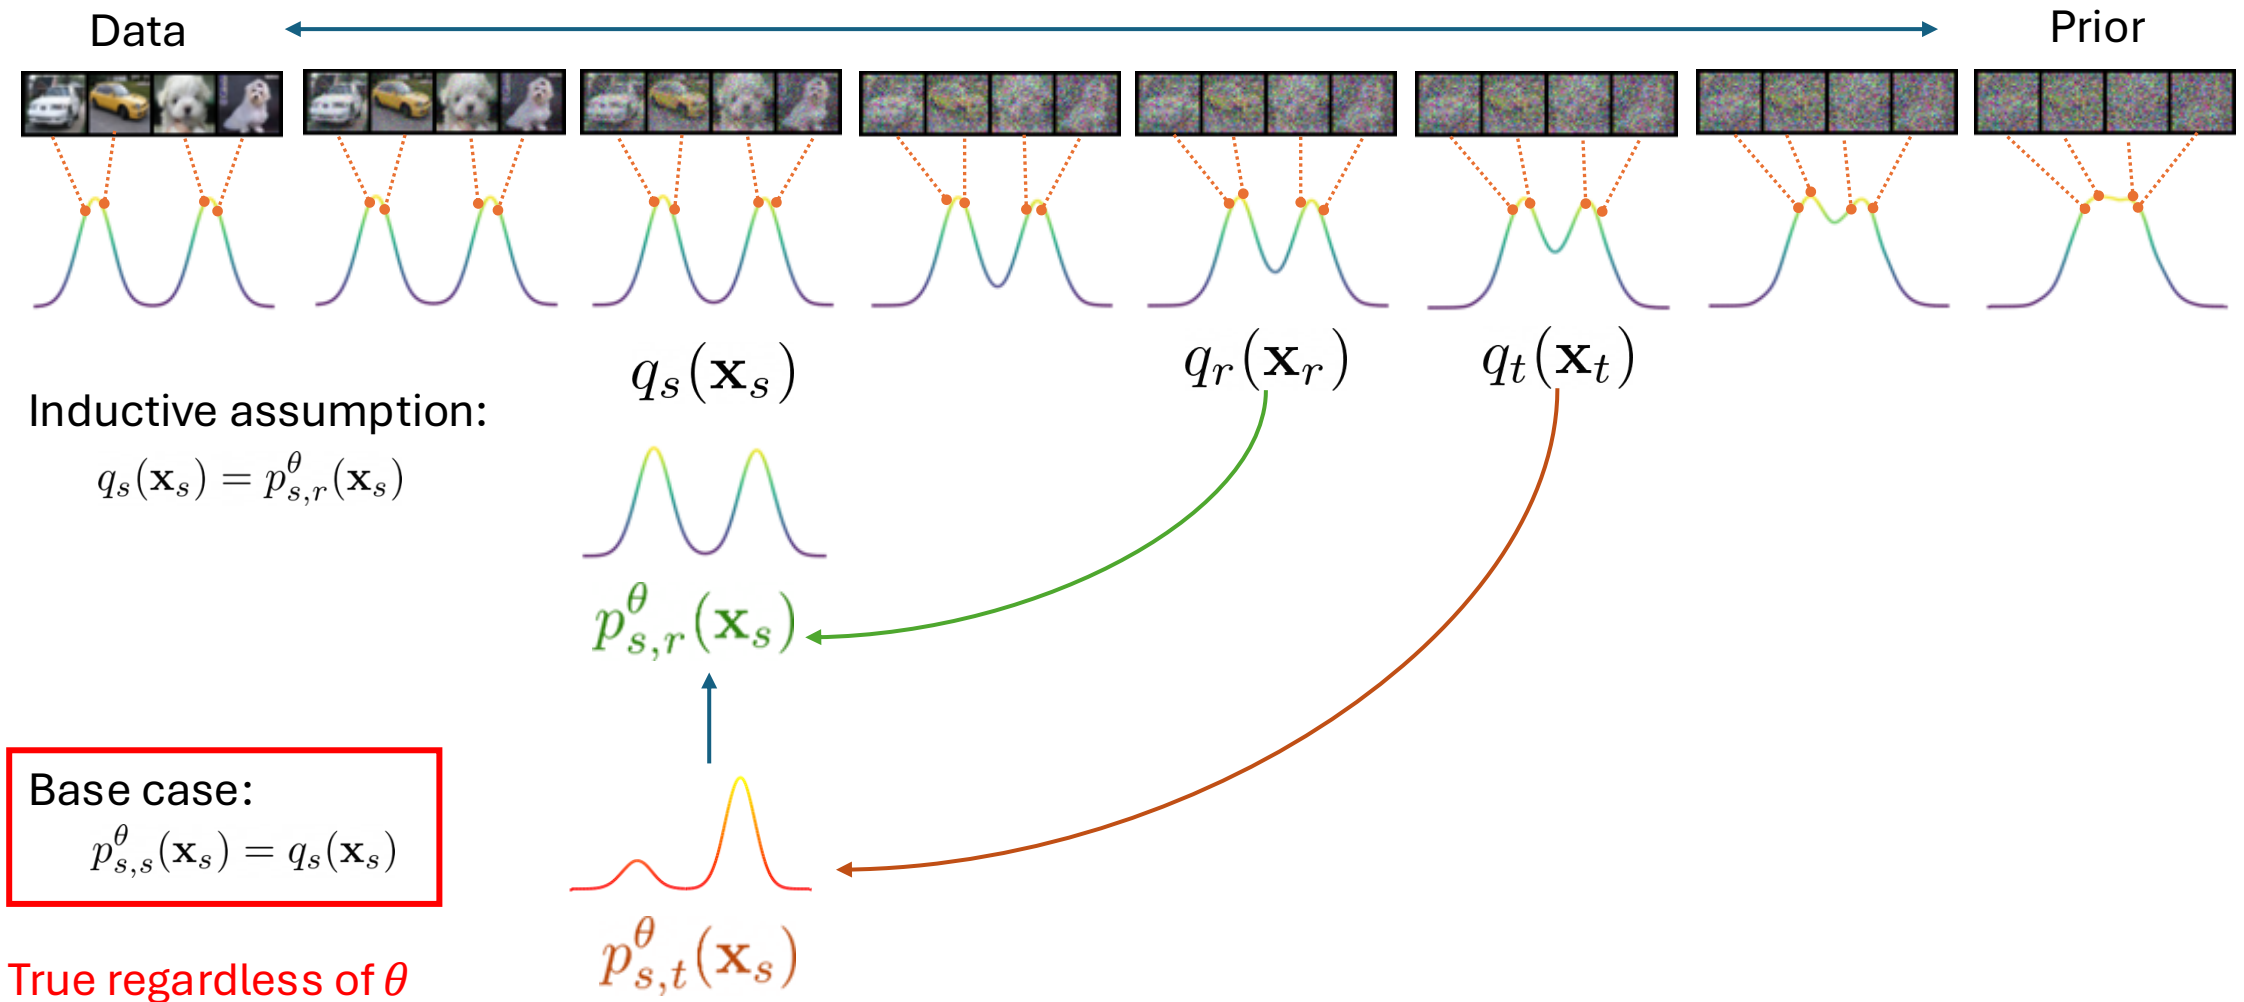 Data
Prior
q_s(𝐱_s)
q_r(𝐱_r)
q_t(𝐱_t)
Inductive assumption:
q_s(𝐱_s) = p^θ_{s,r}(𝐱_s)
p^θ_{s,r}(𝐱_s)
Base case:
p^θ_{s,s}(𝐱_s) = q_s(𝐱_s)
p^θ_{s,t}(𝐱_s)
True regardless of θ